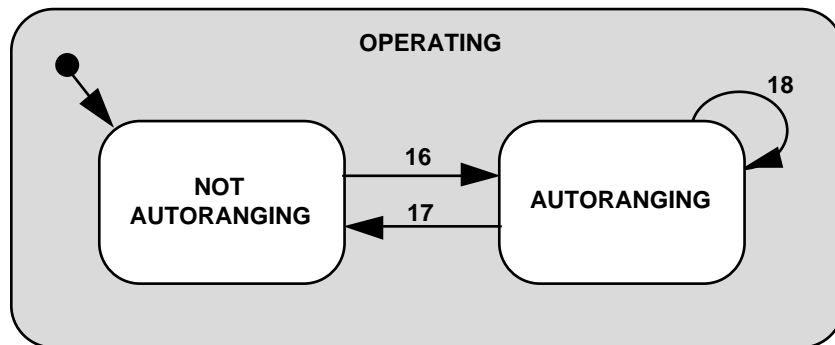 OPERATING
18
16
NOT
AUTORANGING
AUTORANGING
17